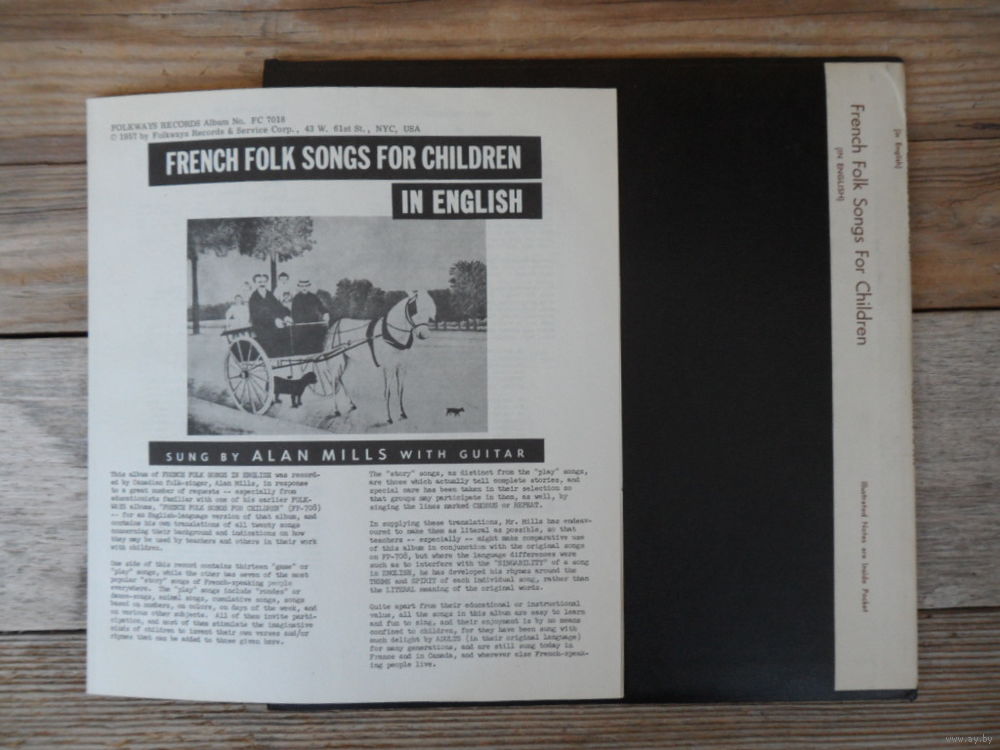 FOLKWAYS RECORDS Album No. FC 7018
© 1957 by Folkways Records & Service Corp., 43 W. 61st St., NYC, USA
FRENCH FOLK SONGS FOR CHILDREN
IN ENGLISH
SUNG BY ALAN MILLS WITH GUITAR
This album of FRENCH FOLK SONGS IN ENGLISH was record-
ed by Canadian folk-singer, Alan Mills, in response
to a great number of requests -- especially from
educationists familiar with one of his earlier FOLK-
WAYS albums, "FRENCH FOLK SONGS FOR CHILDREN" (FP-708)
-- for an English-language version of that album, and
contains his own translations of all twenty songs
concerning their background and indications on how
they may be used by teachers and others in their work
with children.
One side of this record contains thirteen "game" or
"play" songs, while the other has seven of the most
popular "story" songs of French-speaking people
everywhere. The "play" songs include "rondes" or
dance-songs, animal songs, cumulative songs, songs
based on numbers, on colors, on days of the week, and
on various other subjects. All of them invite parti-
cipation, and most of them stimulate the imaginative
minds of children to invent their own verses and/or
rhymes that can be added to those given here.
The "story" songs, as distinct from the "play" songs,
are those which actually tell complete stories, and
special care has been taken in their selection so
that groups may participate in them, as well, by
singing the lines marked CHORUS or REPEAT.
In supplying these translations, Mr. Mills has endeav-
oured to make them as literal as possible, so that
teachers -- especially -- might make comparative use
of this album in conjunction with the original songs
on FP-708, but where the language differences were
such as to interfere with the "SINGABILITY" of a song
in ENGLISH, he has developed his rhymes around the
THEME and SPIRIT of each individual song, rather than
the LITERAL meaning of the original words.
Quite apart from their educational or instructional
value, all the songs in this album are easy to learn
and fun to sing, and their enjoyment is by no means
confined to children, for they have been sung with
much delight by ADULTS (in their original language)
for many generations, and are still sung today in
France and in Canada, and wherever else French-speak-
ing people live.
(in English)
French Folk Songs For Children
(IN ENGLISH)
Illustrated Notes are Inside Pocket
www.ay.by